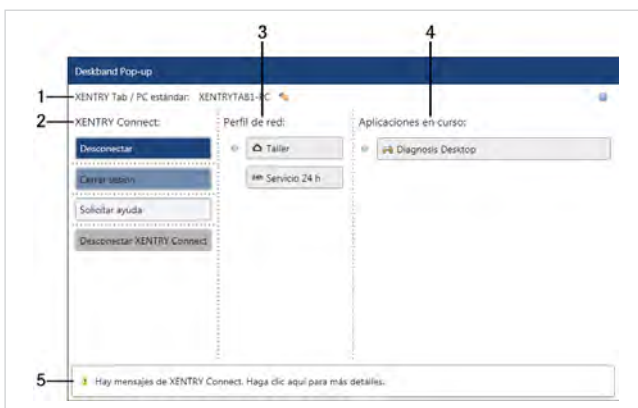 3 4
Deskband Pop-up
1 XENTRY Tab / PC estándar: XENTRYTAB1-PC
2 XENTRY Connect: Perfil de red: Aplicaciones en curso:
Desconectar Taller Diagnosis Desktop
Cerrar sesión Servicio 24 h
Solicitar ayuda
Desconectar XENTRY Connect
5 Hay mensajes de XENTRY Connect. Haga clic aquí para más detalles.